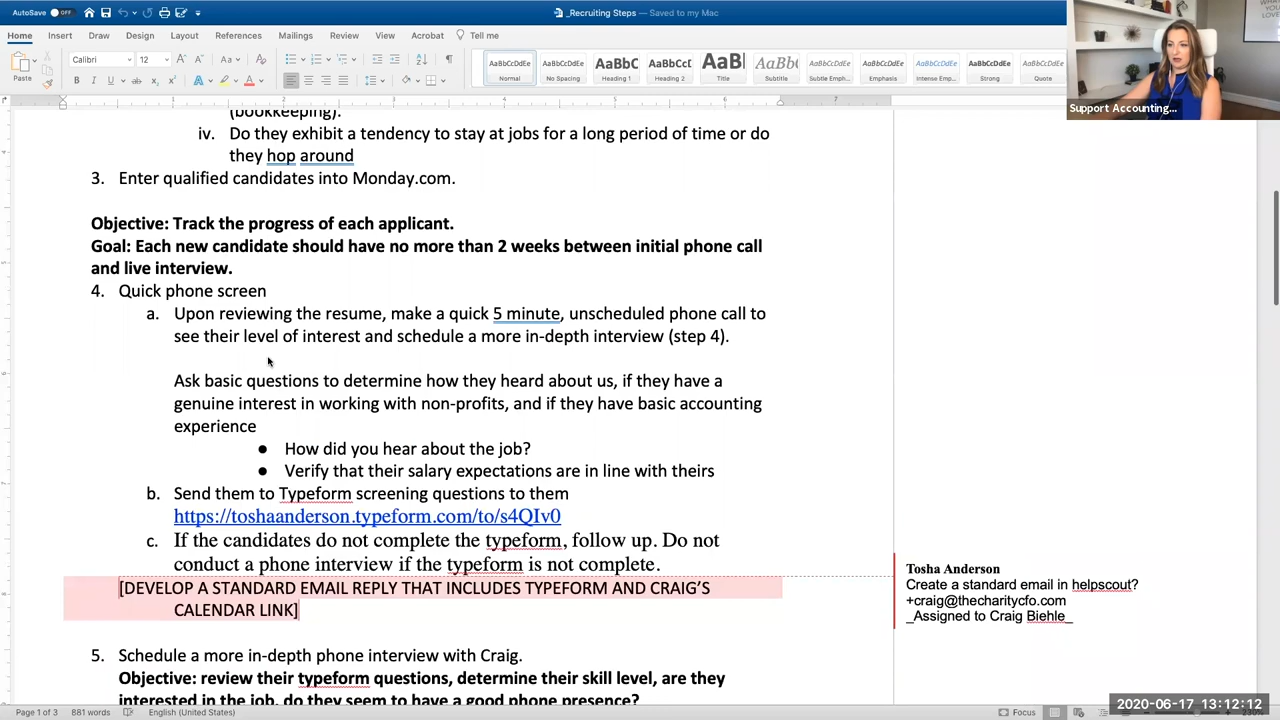 AutoSave OFF
_Recruiting Steps — Saved to my Mac
Home Insert Draw Design Layout References Mailings Review View Acrobat Tell me
Paste
Calibri 12
AaBbCcDdEe AaBbCcDdEe AaBbC AaBbCcD AaBb AaBbC AaBbCcDdEe AaBbCcDdEe AaBbCcDdEe AaBbCcDdEe AaBbCcDdEe
Normal No Spacing Heading 1 Heading 2 Title Subtitle Subtle Emph... Emphasis Intense Emp... Strong Quote
Support Accounting...
(bookkeeping).
iv. Do they exhibit a tendency to stay at jobs for a long period of time or do
they hop around
3. Enter qualified candidates into Monday.com.
Objective: Track the progress of each applicant.
Goal: Each new candidate should have no more than 2 weeks between initial phone call
and live interview.
4. Quick phone screen
a. Upon reviewing the resume, make a quick 5 minute, unscheduled phone call to
see their level of interest and schedule a more in-depth interview (step 4).
Ask basic questions to determine how they heard about us, if they have a
genuine interest in working with non-profits, and if they have basic accounting
experience
● How did you hear about the job?
● Verify that their salary expectations are in line with theirs
b. Send them to Typeform screening questions to them
https://toshaanderson.typeform.com/to/s4QIv0
c. If the candidates do not complete the typeform, follow up. Do not
conduct a phone interview if the typeform is not complete.
[DEVELOP A STANDARD EMAIL REPLY THAT INCLUDES TYPEFORM AND CRAIG'S
CALENDAR LINK]
Tosha Anderson
Create a standard email in helpscout?
+craig@thecharitycfo.com
_Assigned to Craig Biehle_
5. Schedule a more in-depth phone interview with Craig.
Objective: review their typeform questions, determine their skill level, are they
interested in the job, do they seem to have a good phone presence?
Page 1 of 3 881 words English (United States) Focus
2020-06-17 13:12:12